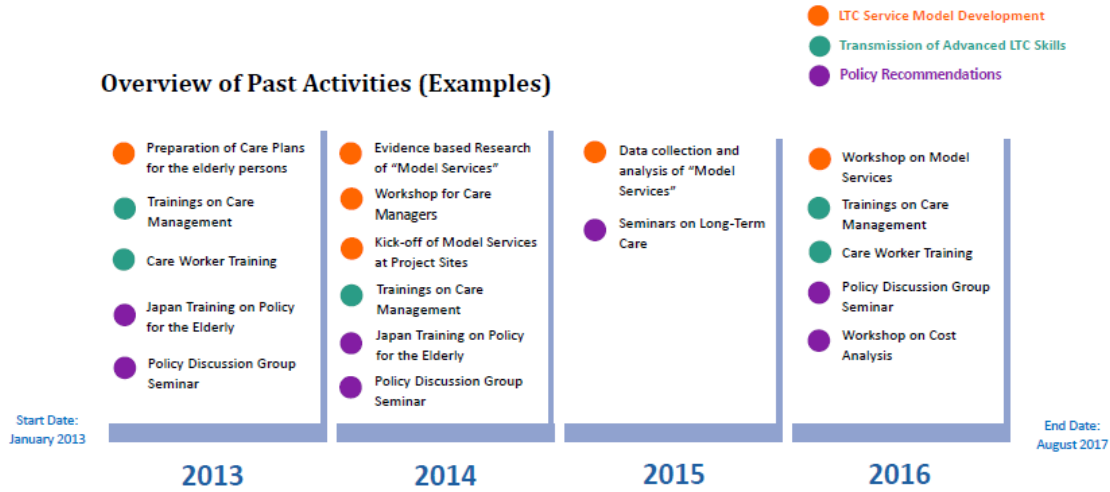 LTC Service Model Development
Transmission of Advanced LTC Skills
Policy Recommendations
Overview of Past Activities (Examples)
Preparation of Care Plans
for the elderly persons
Trainings on Care
Management
Care Worker Training
Japan Training on Policy
for the Elderly
Policy Discussion Group
Seminar
Evidence based Research
of “Model Services”
Workshop for Care
Managers
Kick-off of Model Services
at Project Sites
Trainings on Care
Management
Japan Training on Policy
for the Elderly
Policy Discussion Group
Seminar
Data collection and
analysis of “Model
Services”
Seminars on Long-Term
Care
Workshop on Model
Services
Trainings on Care
Management
Care Worker Training
Policy Discussion Group
Seminar
Workshop on Cost
Analysis
Start Date:
January 2013
End Date:
August 2017
2013
2014
2015
2016